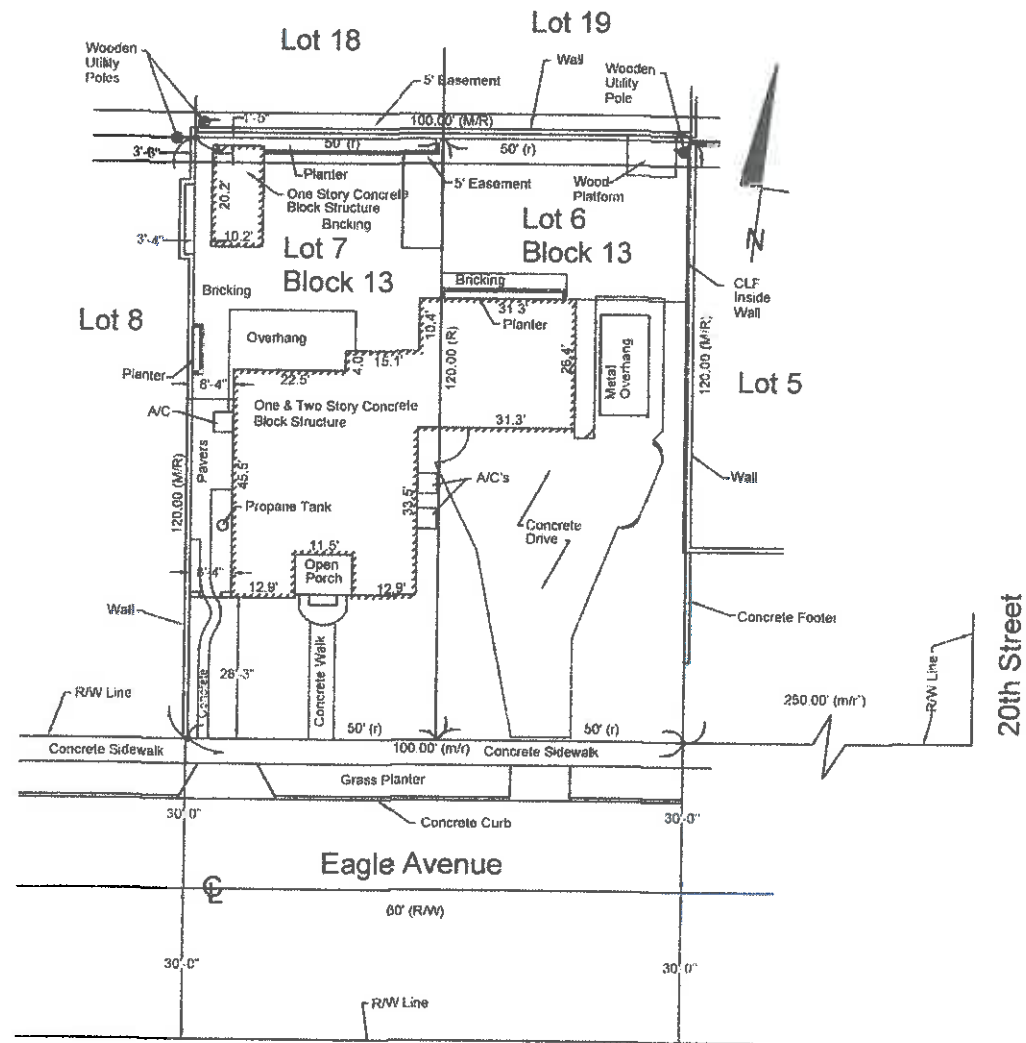 Lot 18
Lot 19
Wooden
Utility
Poles
Wall
Wooden
Utility
Pole
5' Easement
1'-5"
100.00' (M/R)
50' (r)
50' (r)
3'-6"
Planter
5' Easement
Wood
Platform
One Story Concrete
Block Structure
Bricking
20.2'
10.2'
3'-4"
Lot 7
Block 13
Lot 6
Block 13
N
CLF
Inside
Wall
Bricking
Bricking
Lot 8
Overhang
31.3'
Planter
10.4'
120.00 (R)
26.4'
Metal
Overhang
120.00 (M/R)
Lot 5
4.0'
15.1'
Planter
8'-4"
22.5'
A/C
One & Two Story Concrete
Block Structure
31.3'
Pavers
45.5'
120.00 (M/R)
Propane Tank
33.5'
A/C's
Wall
Concrete
Drive
11.5'
Open
Porch
8'-4"
12.9'
12.9'
Wall
Concrete Footer
Concrete
28'-3"
Concrete Walk
R/W Line
250.00' (m/r)
R/W Line
20th Street
50' (r)
50' (r)
Concrete Sidewalk
100.00' (m/r)
Concrete Sidewalk
Grass Planter
30'-0"
Concrete Curb
30'-0"
Eagle Avenue
60' (R/W)
30'-0"
30'-0"
R/W Line